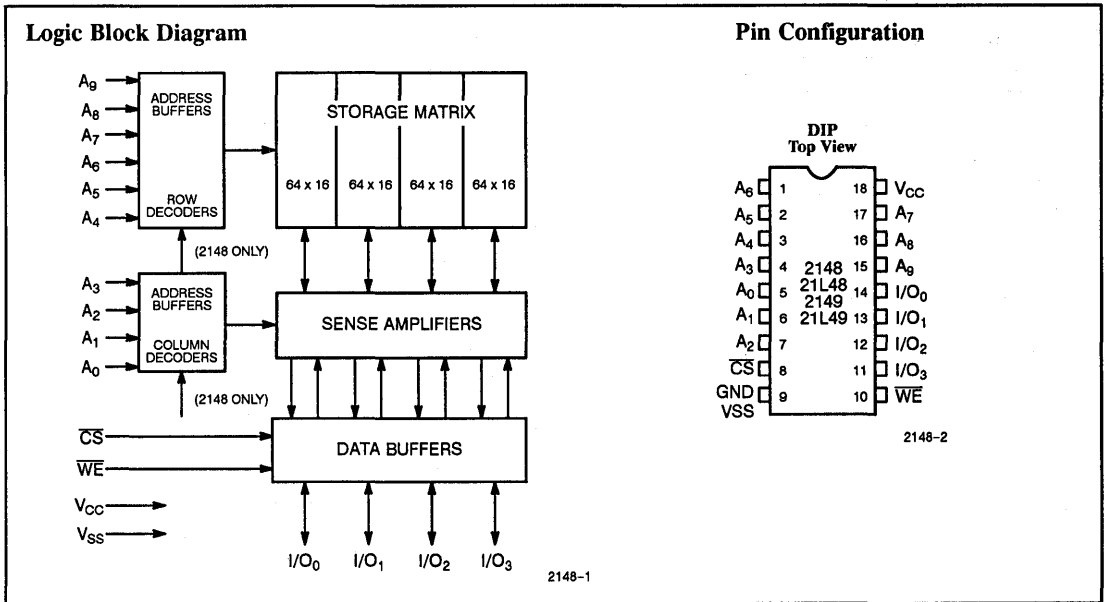 Logic Block Diagram
A9
A8
A7
A6
A5
A4
ADDRESS
BUFFERS
ROW
DECODERS
STORAGE MATRIX
64 x 16
64 x 16
64 x 16
64 x 16
(2148 ONLY)
A3
A2
A1
A0
ADDRESS
BUFFERS
COLUMN
DECODERS
SENSE AMPLIFIERS
(2148 ONLY)
CS
WE
DATA BUFFERS
VCC
VSS
I/O0
I/O1
I/O2
I/O3
2148-1
Pin Configuration
DIP
Top View
A6 1 18 VCC
A5 2 17 A7
A4 3 16 A8
A3 4 2148 15 A9
A0 5 21L48 14 I/O0
2149
A1 6 21L49 13 I/O1
A2 7 12 I/O2
CS 8 11 I/O3
GND 9 10 WE
VSS
2148-2